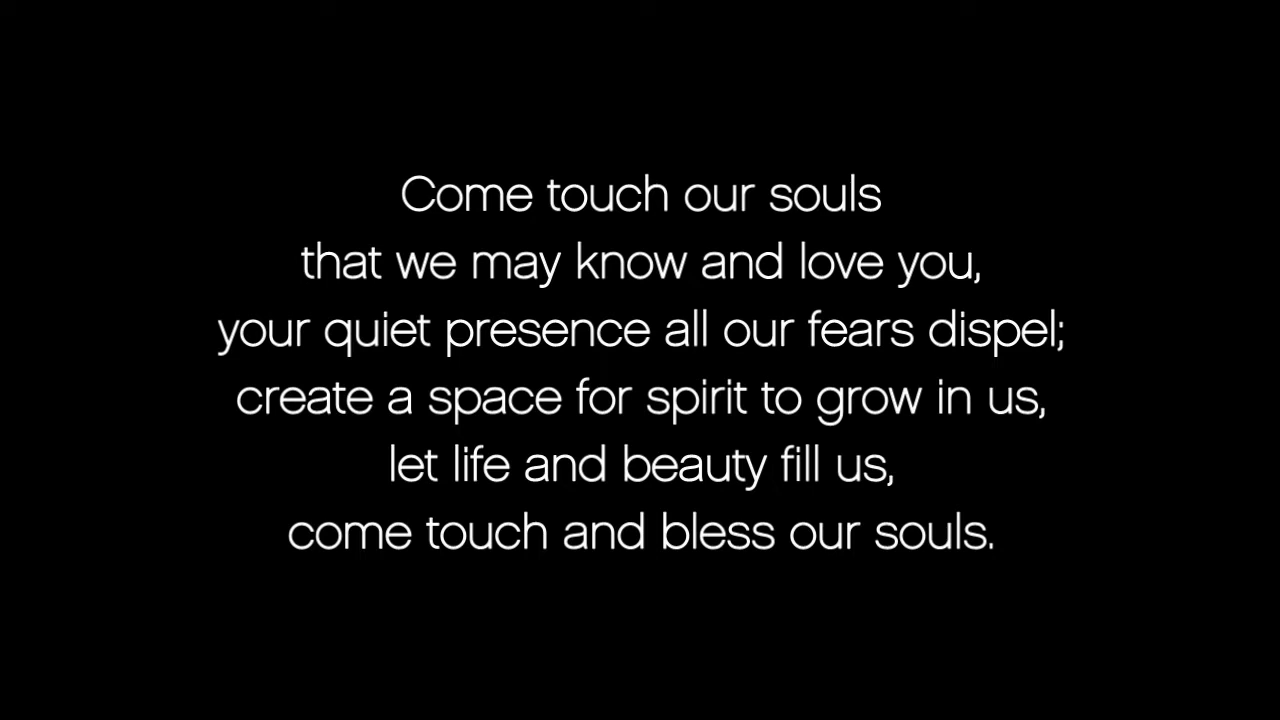 Come touch our souls
that we may know and love you,
your quiet presence all our fears dispel;
create a space for spirit to grow in us,
let life and beauty fill us,
come touch and bless our souls.